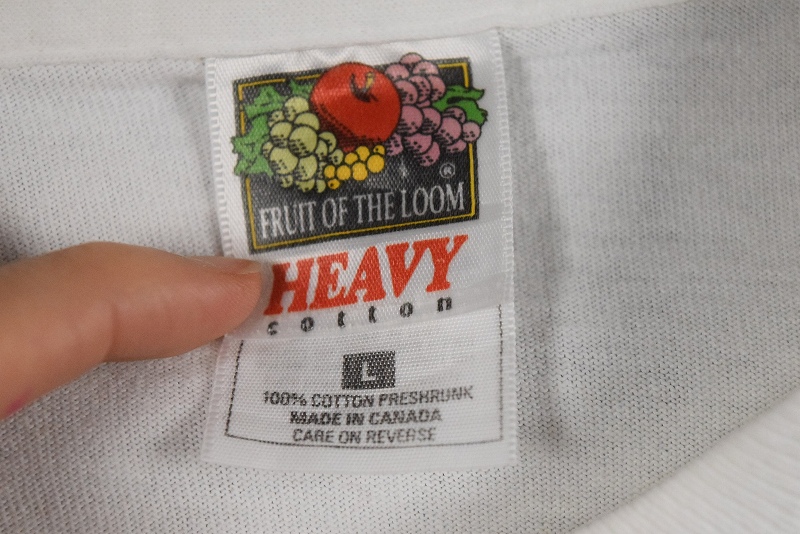 ®
FRUIT OF THE LOOM
HEAVY
cotton
L
100% COTTON PRESHRUNK
MADE IN CANADA
CARE ON REVERSE